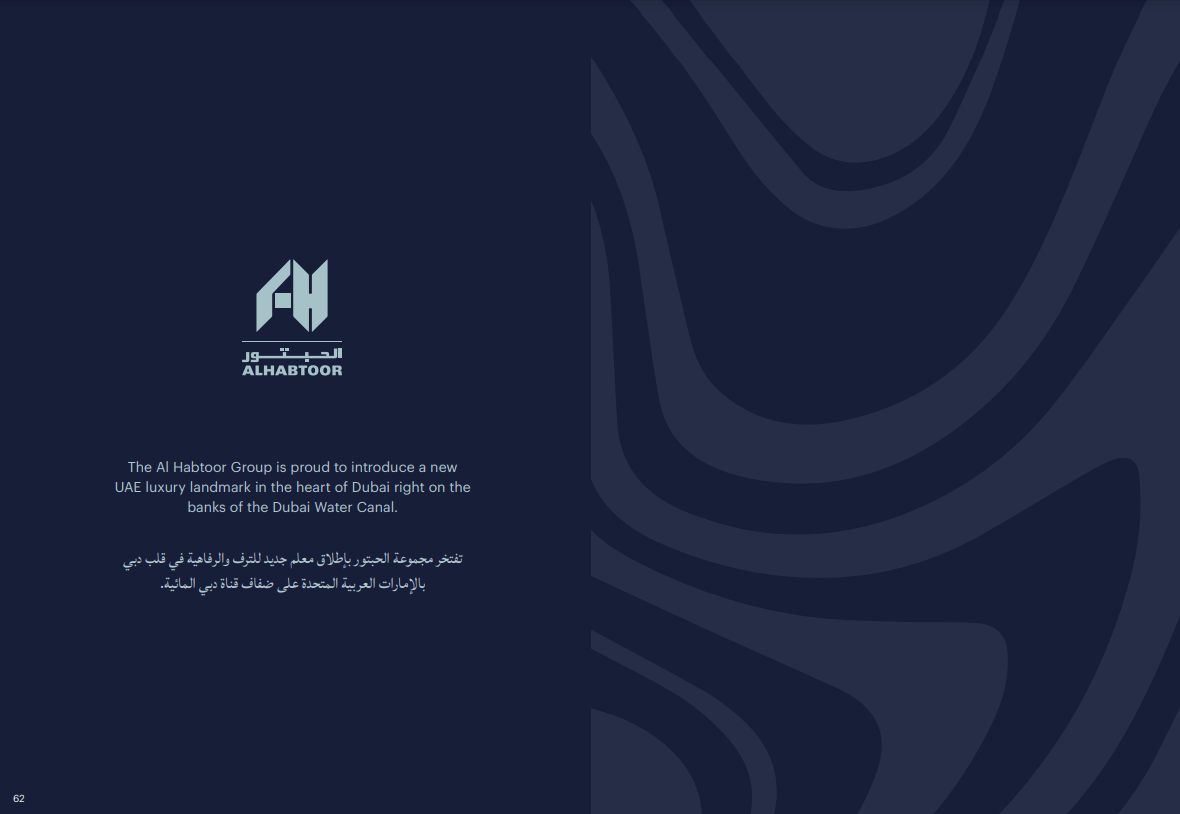 الحبتور
ALHABTOOR
The Al Habtoor Group is proud to introduce a new
UAE luxury landmark in the heart of Dubai right on the
banks of the Dubai Water Canal.
تفتخر مجموعة الحبتور بإطلاق معلم جديد للترف والرفاهية في قلب دبي
بالإمارات العربية المتحدة على ضفاف قناة دبي المائية.
62